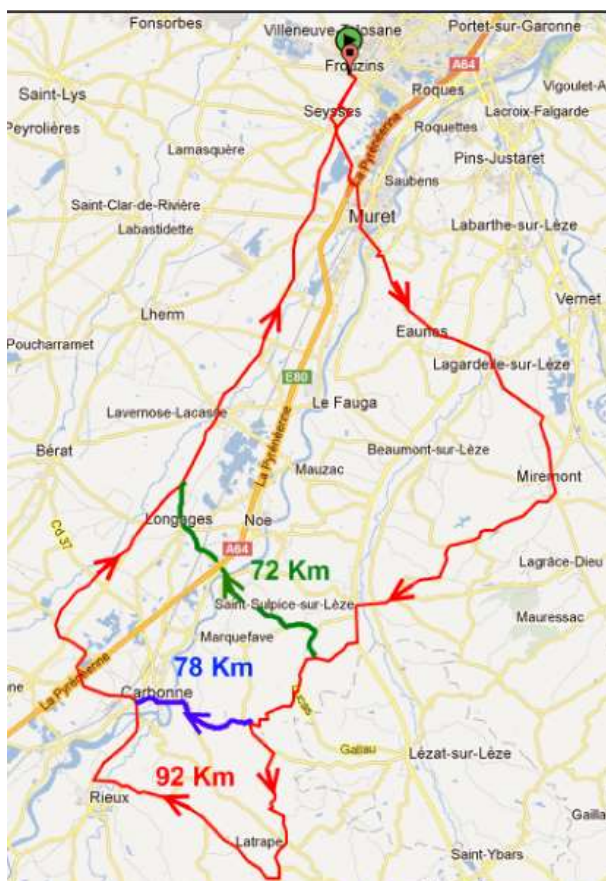 Fonsorbes
Villeneuve-Tolosane
Portet-sur-Garonne
Frouzins
A64
Saint-Lys
Roques
Vigoulet-A
Seysses
Lacroix-Falgarde
Peyrolières
Roquettes
Lamasquère
La Pyrénéenne
Pins-Justaret
Saubens
Saint-Clar-de-Rivière
Muret
Labarthe-sur-Lèze
Labastidette
Vernet
Lherm
Eaunes
Poucharramet
Lagardelle-sur-Lèze
E80
Le Fauga
Lavernose-Lacasse
La Pyrénéenne
Bérat
Beaumont-sur-Lèze
Mauzac
Miremont
Longages
Noe
Cd 37
A64
72 Km
Lagrâce-Dieu
Saint-Sulpice-sur-Lèze
Mauressac
Marquefave
78 Km
La Pyrénéenne
Carbonne
Gallau
Lézat-sur-Lèze
92 Km
Rieux
Gailla
Latrape
Saint-Ybars